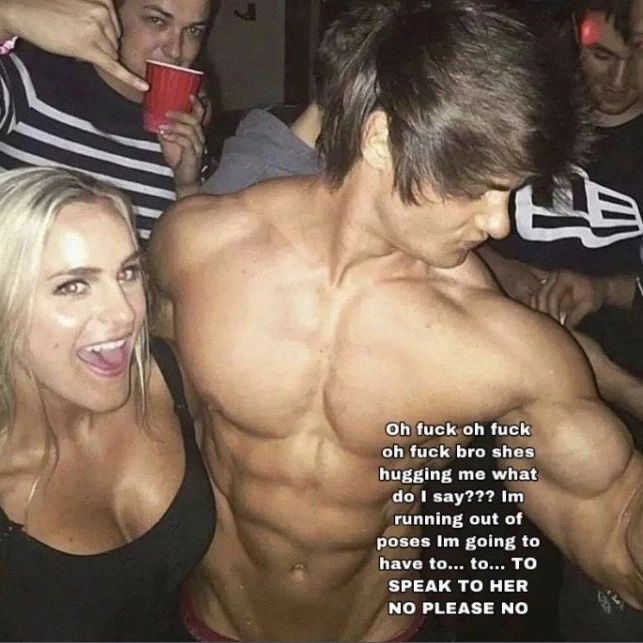 Oh fuck oh fuck
oh fuck bro shes
hugging me what
do I say??? Im
running out of
poses Im going to
have to... to... TO
SPEAK TO HER
NO PLEASE NO